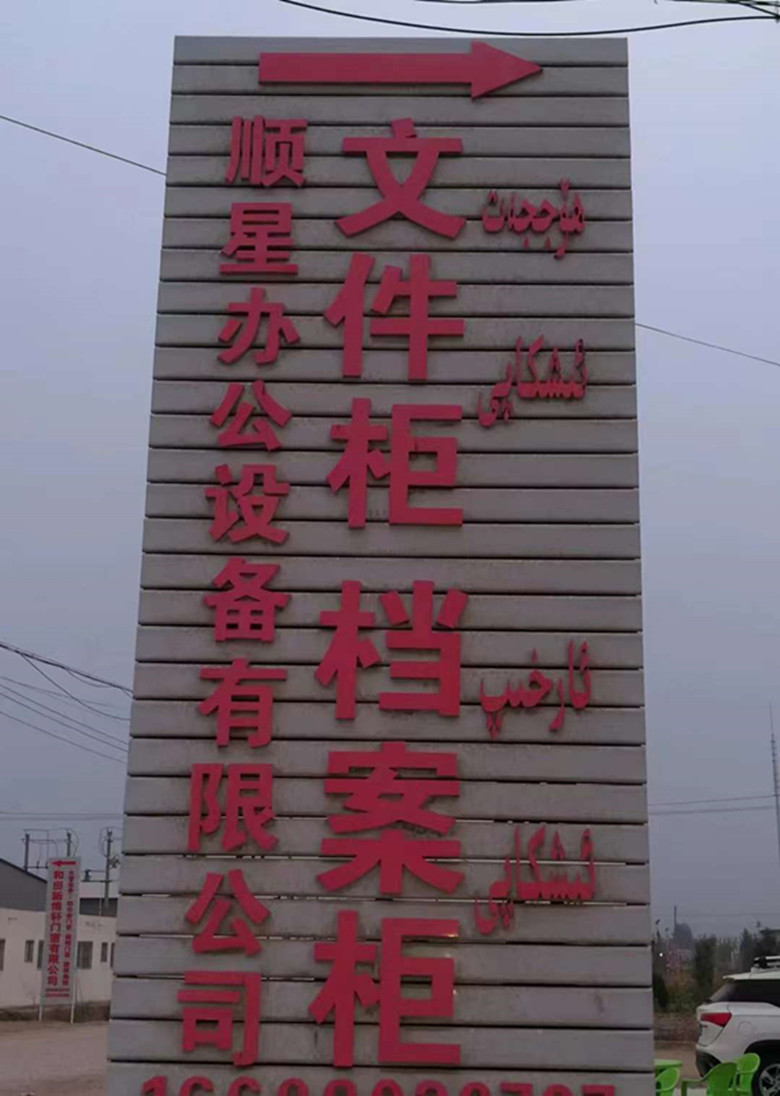 顺星办公设备有限公司
文件柜 档案柜
ھۆججەت
ئىشكاپى
ئارخىپ
ئىشكاپى